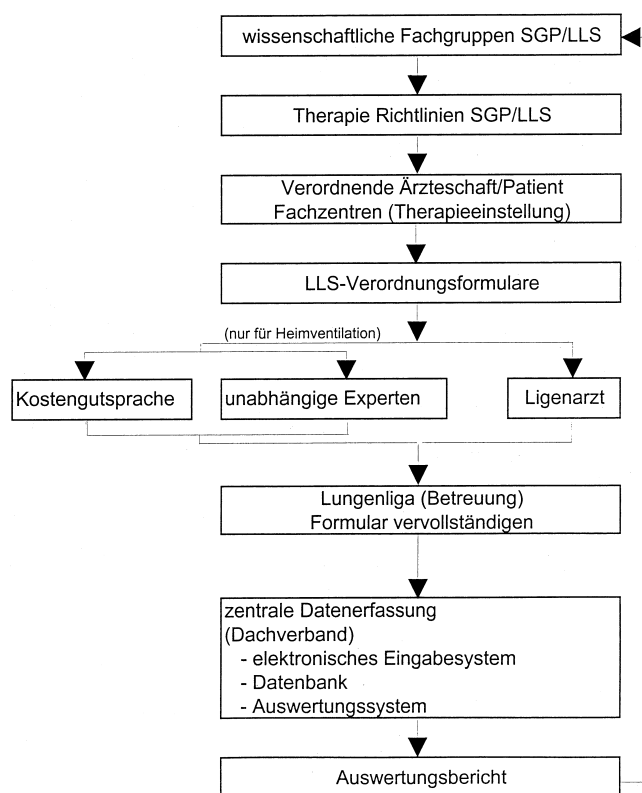 wissenschaftliche Fachgruppen SGP/LLS
Therapie Richtlinien SGP/LLS
Verordnende Ärzteschaft/Patient
Fachzentren (Therapieeinstellung)
LLS-Verordnungsformulare
(nur für Heimventilation)
Kostengutsprache
unabhängige Experten
Ligenarzt
Lungenliga (Betreuung)
Formular vervollständigen
zentrale Datenerfassung
(Dachverband)
- elektronisches Eingabesystem
- Datenbank
- Auswertungssystem
Auswertungsbericht